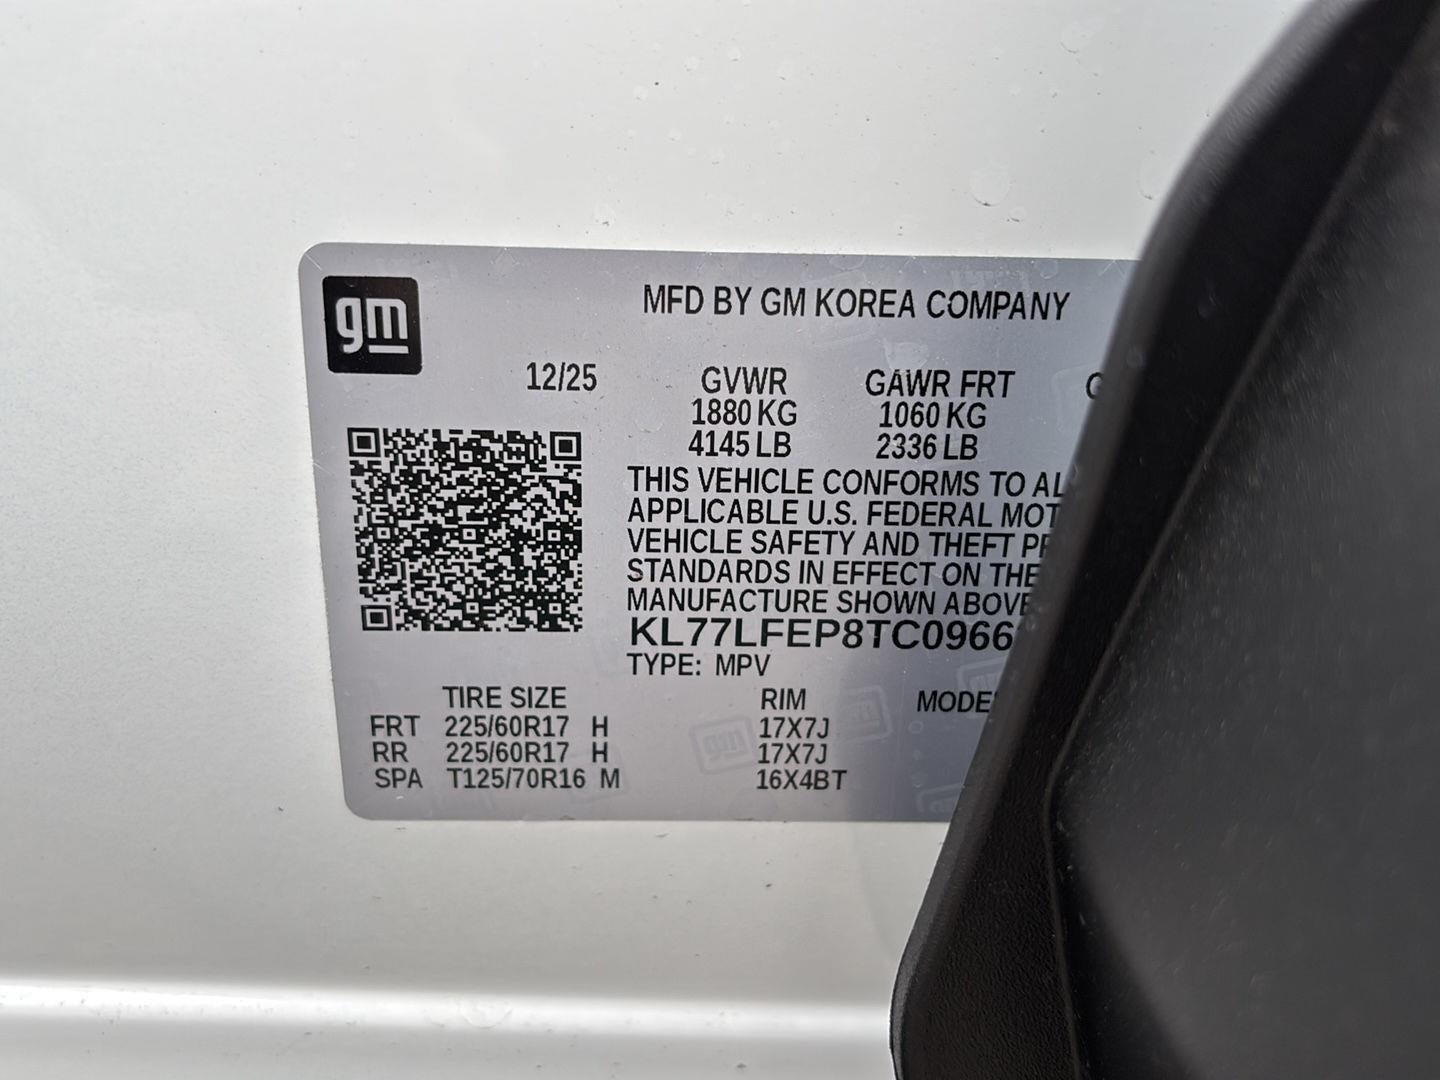 gm
MFD BY GM KOREA COMPANY
12/25 GVWR GAWR FRT
1880 KG 1060 KG
4145 LB 2336 LB
THIS VEHICLE CONFORMS TO AL
APPLICABLE U.S. FEDERAL MOT
VEHICLE SAFETY AND THEFT P
STANDARDS IN EFFECT ON THE
MANUFACTURE SHOWN ABOVE
KL77LFEP8TC0966
TYPE: MPV
TIRE SIZE RIM MODE
FRT 225/60R17 H 17X7J
RR 225/60R17 H 17X7J
SPA T125/70R16 M 16X4BT